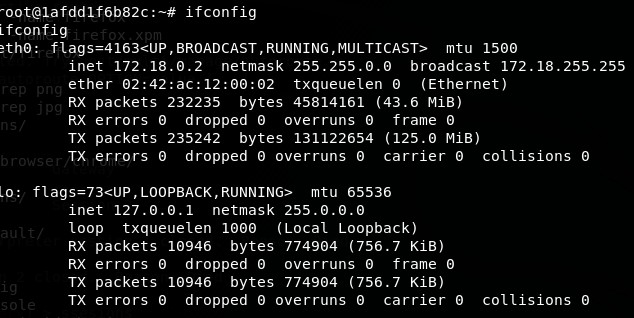 root@1afdd1f6b82c:~# ifconfig
ifconfig
eth0: flags=4163<UP,BROADCAST,RUNNING,MULTICAST>  mtu 1500
        inet 172.18.0.2  netmask 255.255.0.0  broadcast 172.18.255.255
        ether 02:42:ac:12:00:02  txqueuelen 0  (Ethernet)
        RX packets 232235  bytes 45814161 (43.6 MiB)
        RX errors 0  dropped 0  overruns 0  frame 0
        TX packets 235242  bytes 131122654 (125.0 MiB)
        TX errors 0  dropped 0 overruns 0  carrier 0  collisions 0

lo: flags=73<UP,LOOPBACK,RUNNING>  mtu 65536
        inet 127.0.0.1  netmask 255.0.0.0
        loop  txqueuelen 1000  (Local Loopback)
        RX packets 10946  bytes 774904 (756.7 KiB)
        RX errors 0  dropped 0  overruns 0  frame 0
        TX packets 10946  bytes 774904 (756.7 KiB)
        TX errors 0  dropped 0 overruns 0  carrier 0  collisions 0